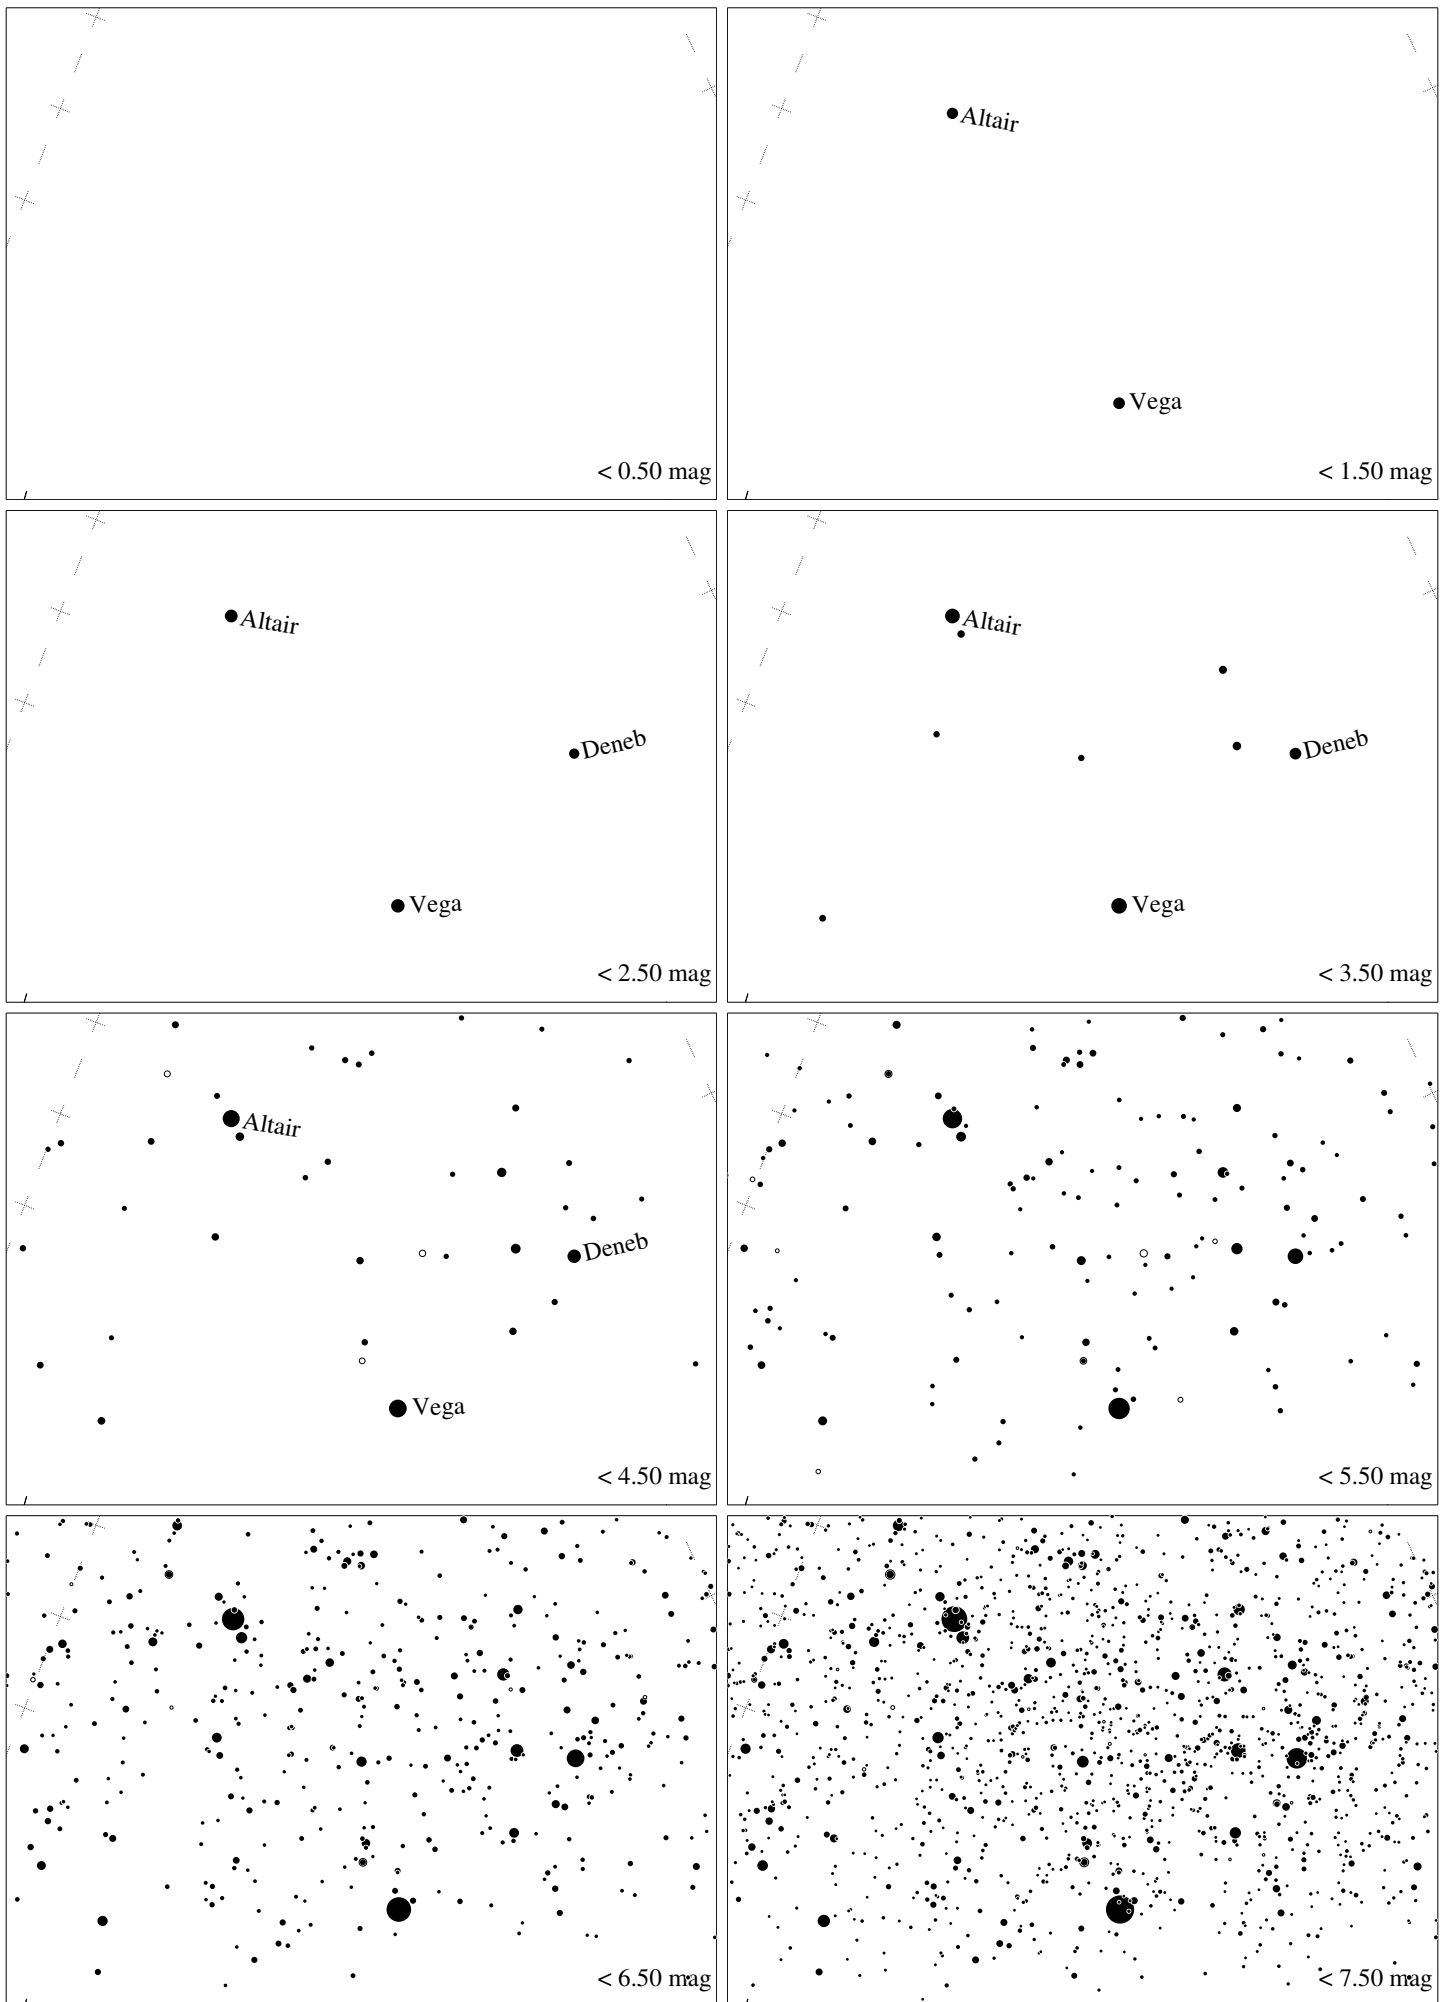 < 0.50 mag
Altair
Vega
< 1.50 mag
Altair
Deneb
Vega
< 2.50 mag
Altair
Deneb
Vega
< 3.50 mag
Altair
Deneb
Vega
< 4.50 mag
< 5.50 mag
< 6.50 mag
< 7.50 mag